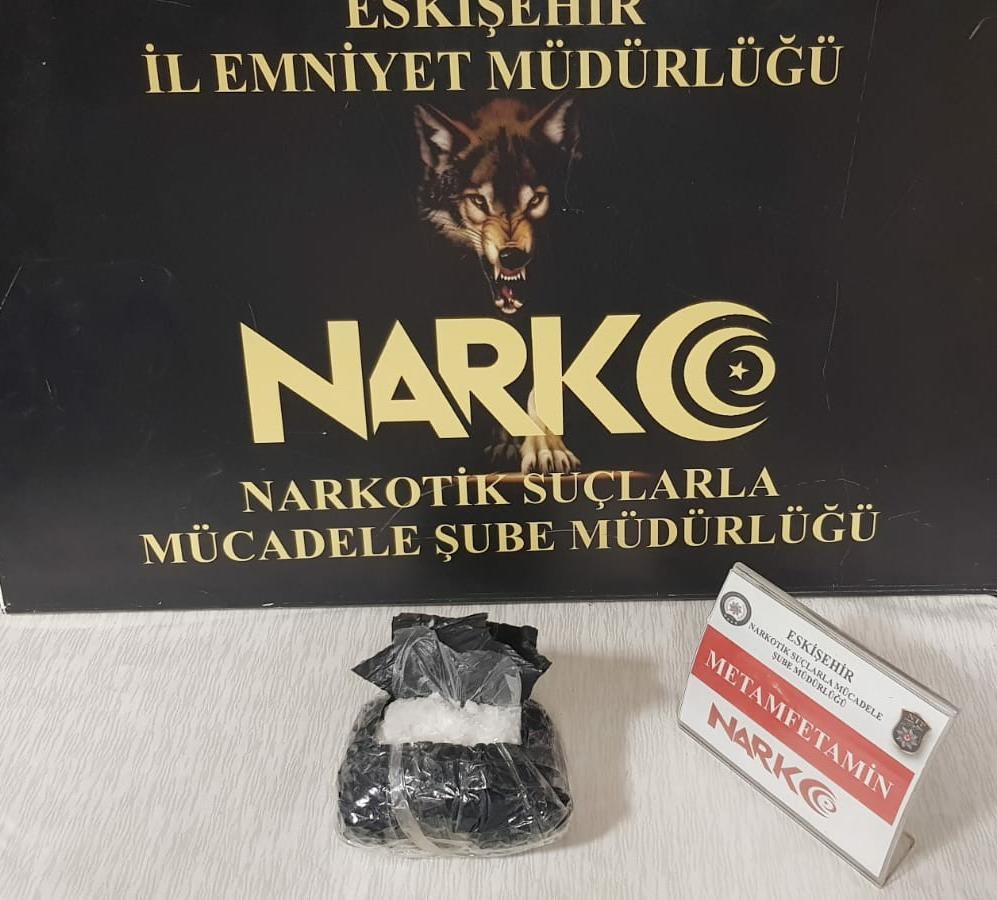 ESKİŞEHİR
İL EMNİYET MÜDÜRLÜĞÜ
NARKO
NARKOTİK SUÇLARLA
MÜCADELE ŞUBE MÜDÜRLÜĞÜ
ESKİŞEHİR
NARKOTİK SUÇLARLA MÜCADELE
ŞUBE MÜDÜRLÜĞÜ
METAMFETAMİN
NARKO